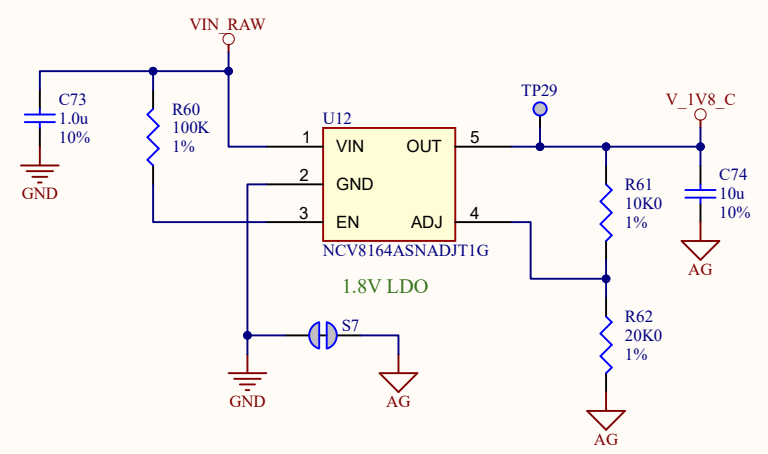 VIN_RAW
C73
1.0u
10%
GND
R60
100K
1%
U12
1
VIN
OUT
5
2
GND
3
EN
ADJ
4
NCV8164ASNADJT1G
1.8V LDO
TP29
V_1V8_C
R61
10K0
1%
C74
10u
10%
AG
R62
20K0
1%
AG
S7
GND
AG